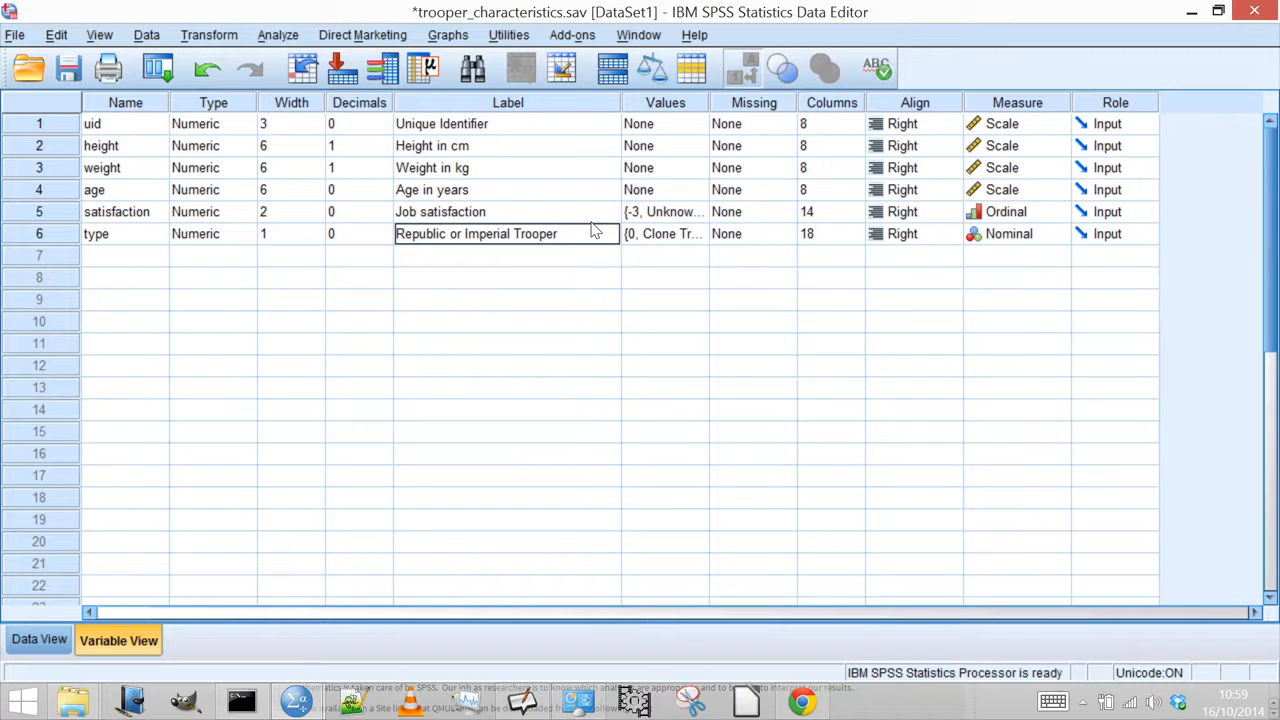 *trooper_characteristics.sav [DataSet1] - IBM SPSS Statistics Data Editor
File Edit View Data Transform Analyze Direct Marketing Graphs Utilities Add-ons Window Help
Name Type Width Decimals Label Values Missing Columns Align Measure Role
1 uid Numeric 3 0 Unique Identifier None None 8 Right Scale Input
2 height Numeric 6 1 Height in cm None None 8 Right Scale Input
3 weight Numeric 6 1 Weight in kg None None 8 Right Scale Input
4 age Numeric 6 0 Age in years None None 8 Right Scale Input
5 satisfaction Numeric 2 0 Job satisfaction {-3, Unknow... None 14 Right Ordinal Input
6 type Numeric 1 0 Republic or Imperial Trooper {0, Clone Tr... None 18 Right Nominal Input
7
8
9
10
11
12
13
14
15
16
17
18
19
20
21
22
Data View Variable View
IBM SPSS Statistics Processor is ready Unicode:ON
10:59
16/10/2014